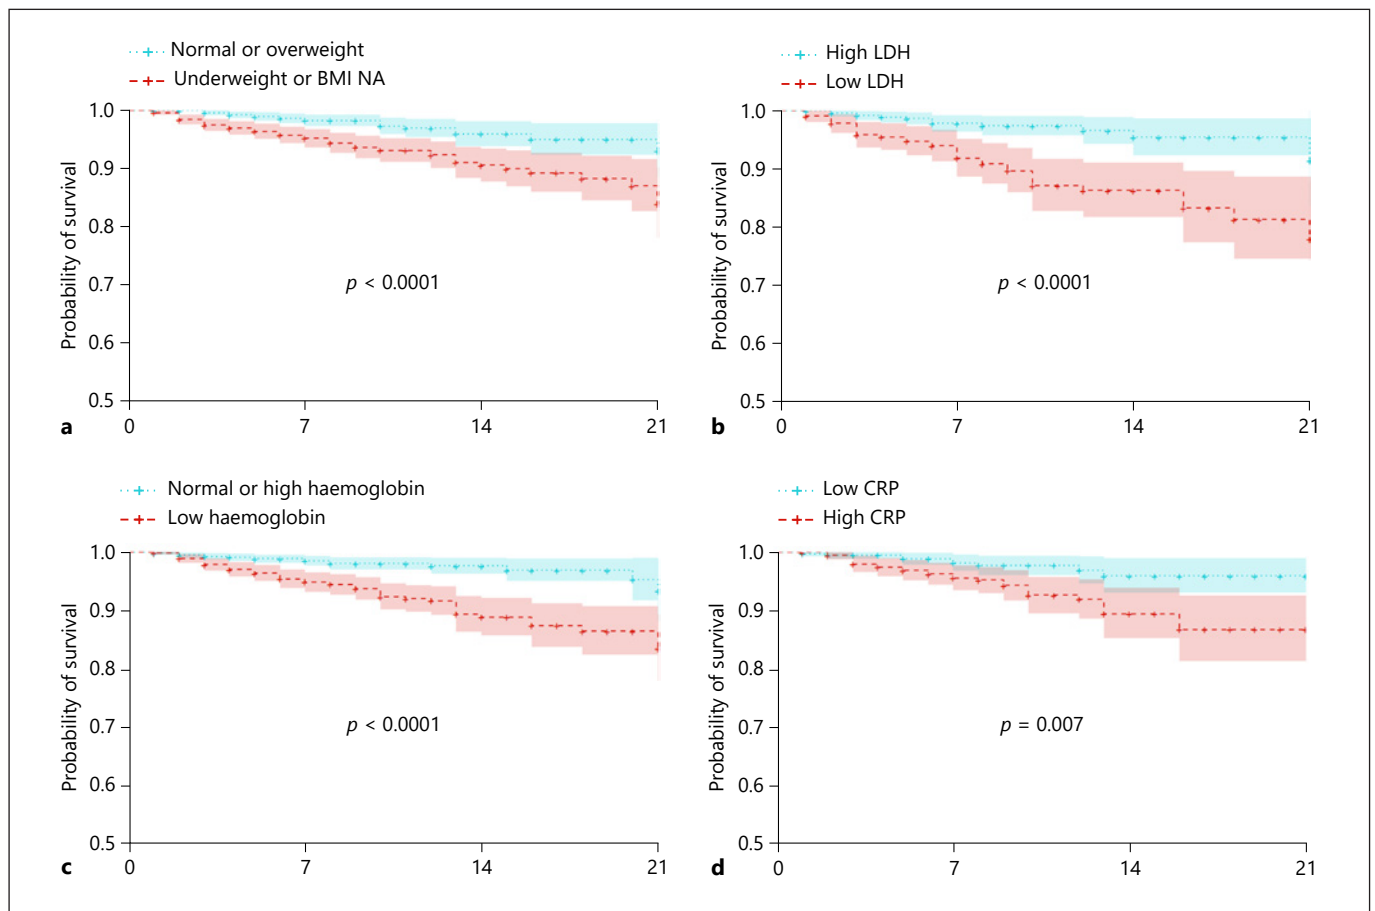 Normal or overweight
Underweight or BMI NA
1.0
0.9
0.8
0.7
0.6
0.5
Probability of survival
p < 0.0001
0 7 14 21
a
High LDH
Low LDH
1.0
0.9
0.8
0.7
0.6
0.5
Probability of survival
p < 0.0001
0 7 14 21
b
Normal or high haemoglobin
Low haemoglobin
1.0
0.9
0.8
0.7
0.6
0.5
Probability of survival
p < 0.0001
0 7 14 21
c
Low CRP
High CRP
1.0
0.9
0.8
0.7
0.6
0.5
Probability of survival
p = 0.007
0 7 14 21
d